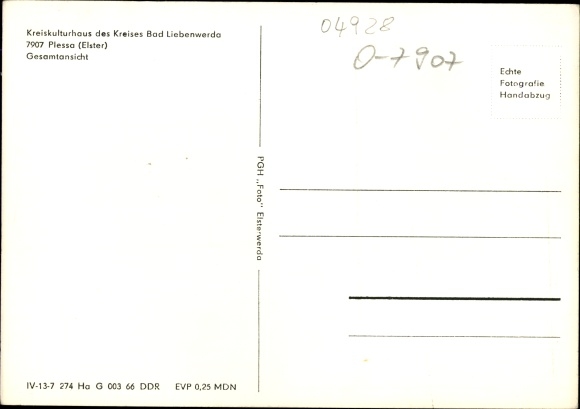 Kreiskulturhaus des Kreises Bad Liebenwerda
7907 Plessa (Elster)
Gesamtansicht
04928
O-7907
Echte
Fotografie
Handabzug
PGH „Foto" Elsterwerda
IV-13-7 274 Ha G 003 66 DDR EVP 0,25 MDN